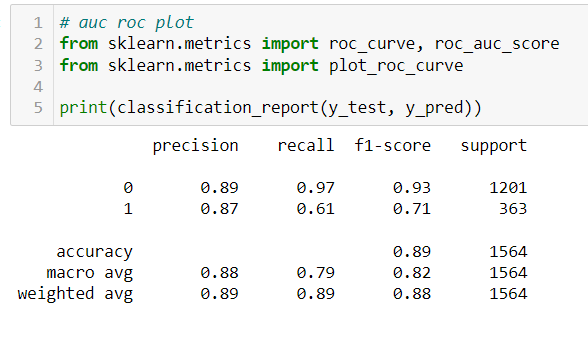 1 # auc roc plot
2 from sklearn.metrics import roc_curve, roc_auc_score
3 from sklearn.metrics import plot_roc_curve
4
5 print(classification_report(y_test, y_pred))
precision recall f1-score support
0 0.89 0.97 0.93 1201
1 0.87 0.61 0.71 363
accuracy 0.89 1564
macro avg 0.88 0.79 0.82 1564
weighted avg 0.89 0.89 0.88 1564